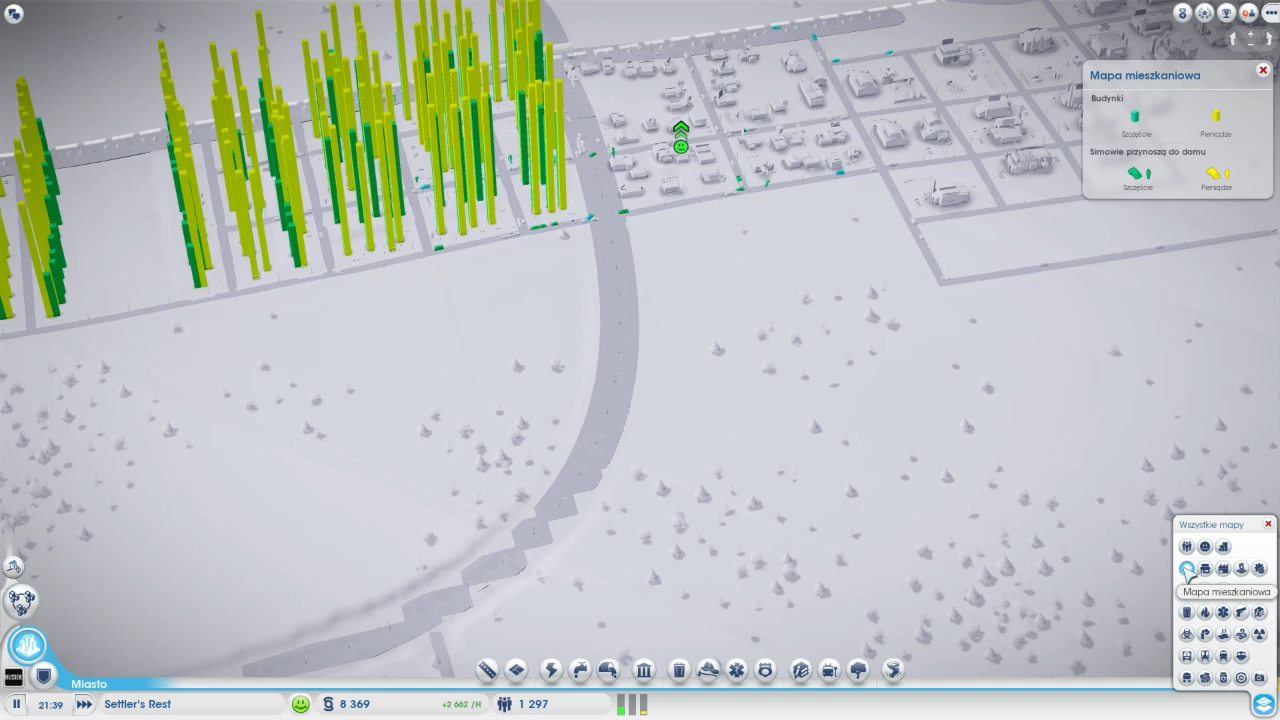 Mapa mieszkaniowa
Budynki
Szczęście Pieniądze
Simowie przynoszą do domu
Szczęście Pieniądze
Wszystkie mapy
Mapa mieszkaniowa
Miasto
21:39
Settler's Rest
8 369
+2 662 /H
1 297